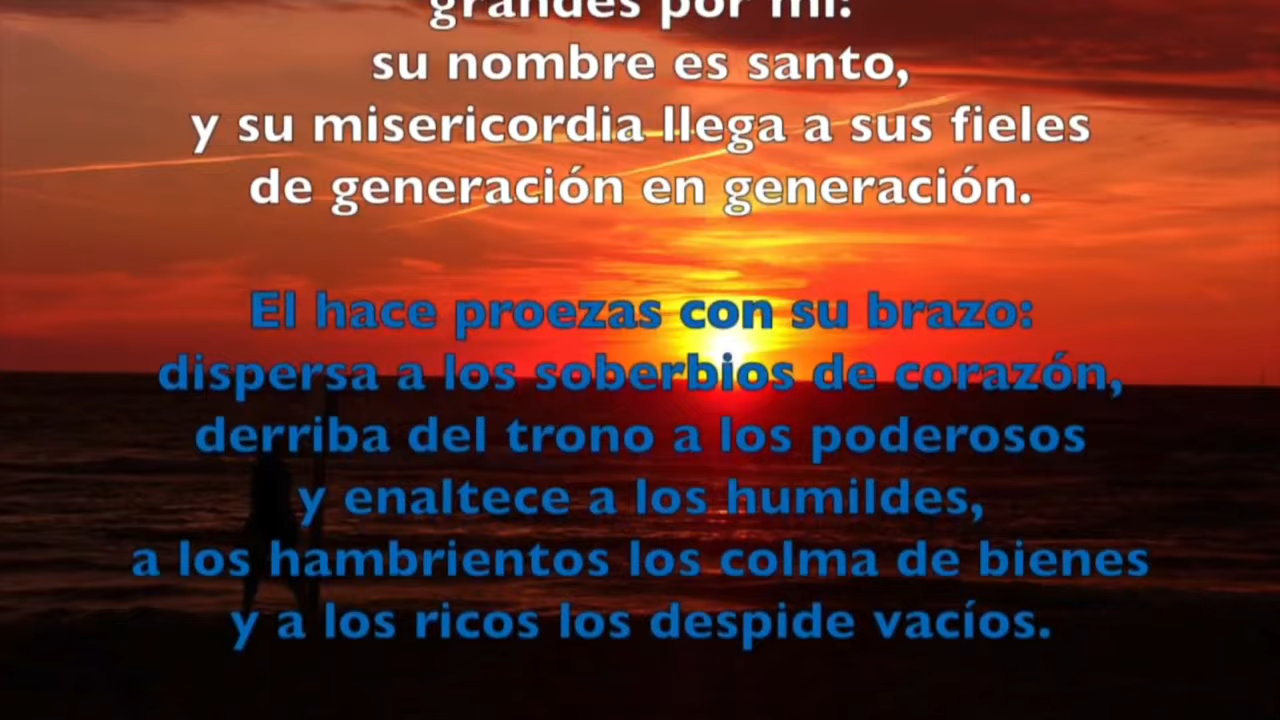 grandes por mí:
su nombre es santo,
y su misericordia llega a sus fieles
de generación en generación.
El hace proezas con su brazo:
dispersa a los soberbios de corazón,
derriba del trono a los poderosos
y enaltece a los humildes,
a los hambrientos los colma de bienes
y a los ricos los despide vacíos.